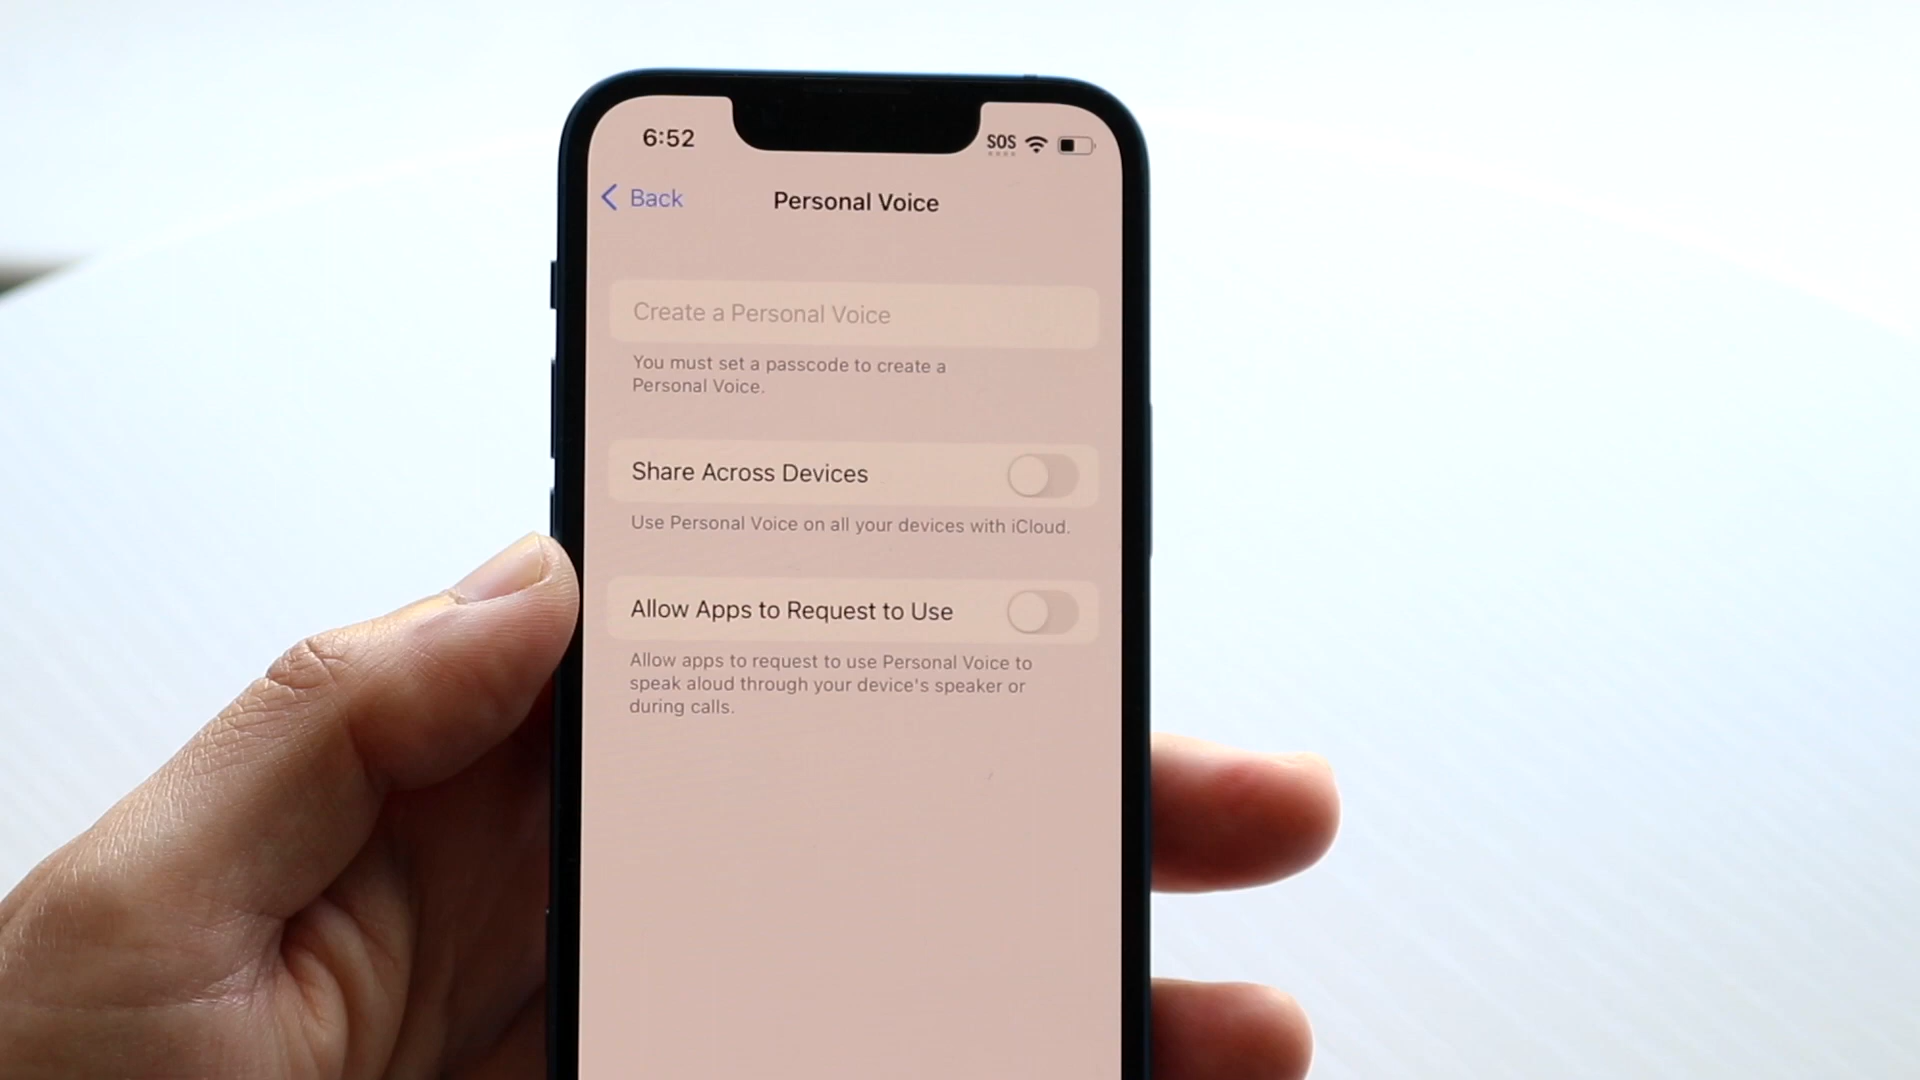 6:52
SOS
Back
Personal Voice
Create a Personal Voice
You must set a passcode to create a
Personal Voice.
Share Across Devices
Use Personal Voice on all your devices with iCloud.
Allow Apps to Request to Use
Allow apps to request to use Personal Voice to
speak aloud through your device's speaker or
during calls.